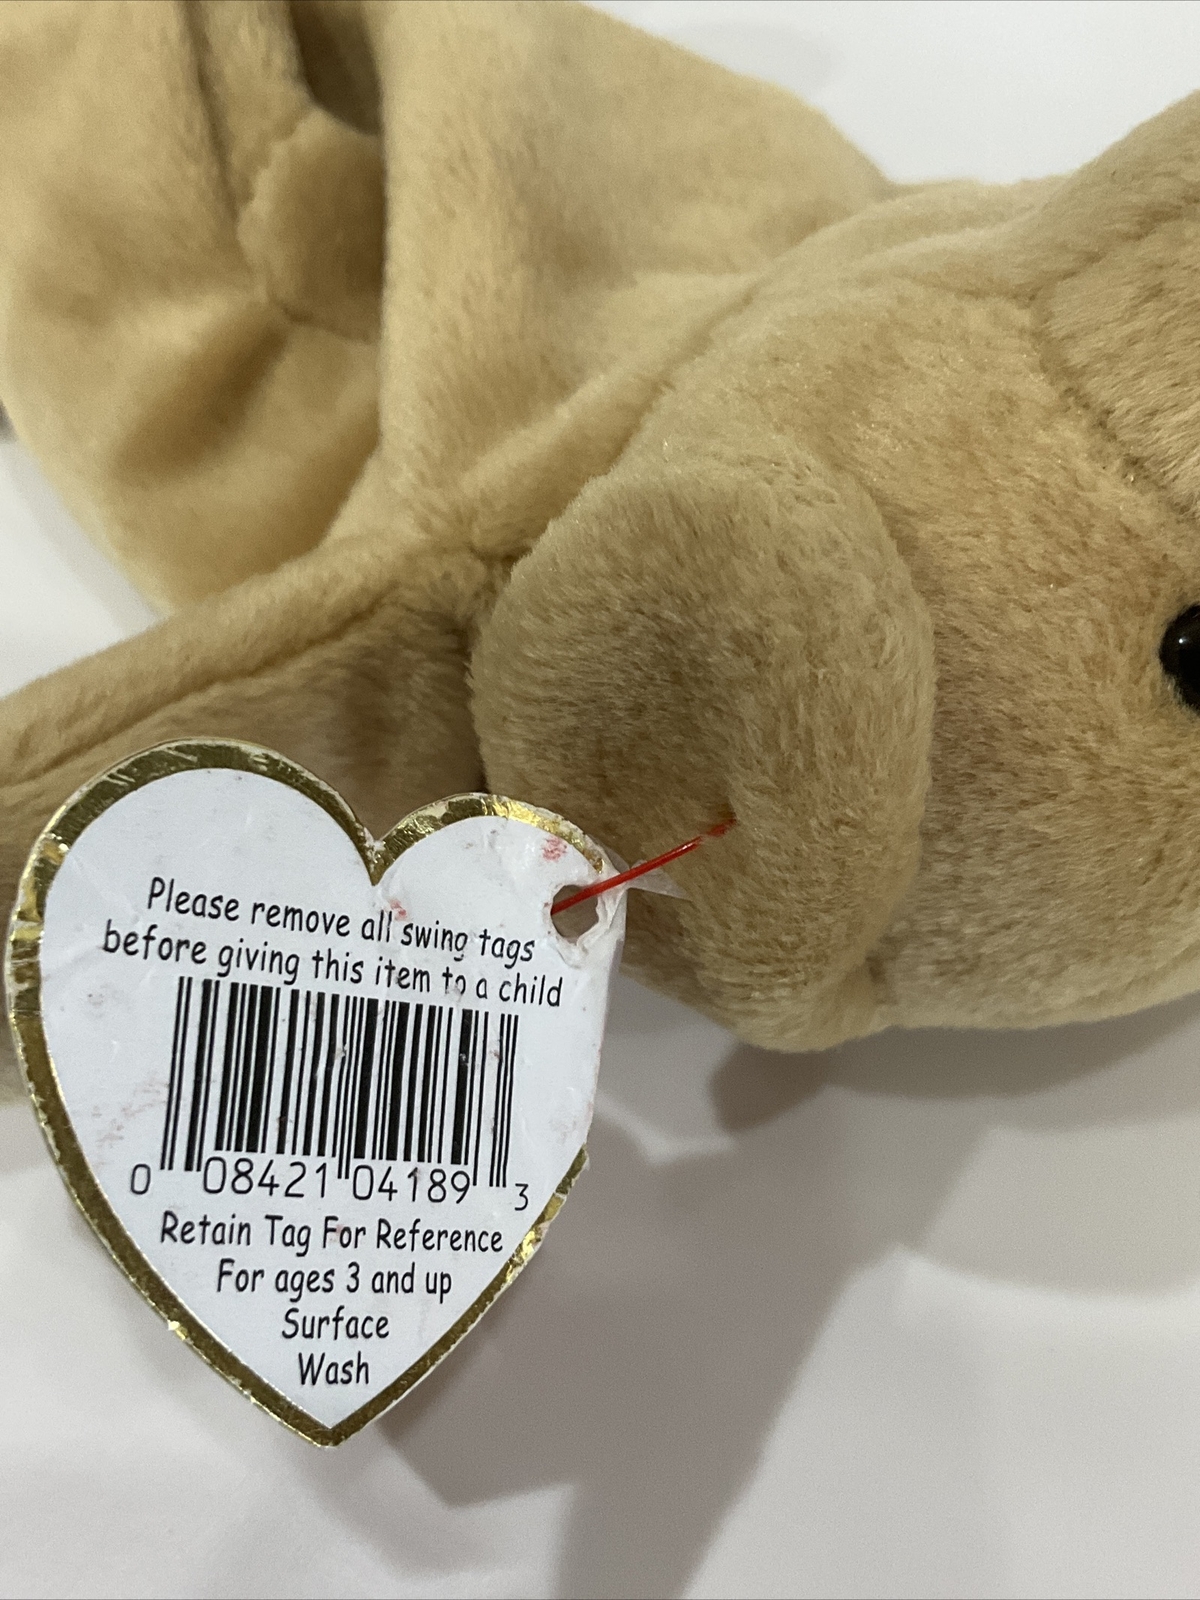 Please remove all swing tags
before giving this item to a child
0 08421 04189 3
Retain Tag For Reference
For ages 3 and up
Surface
Wash